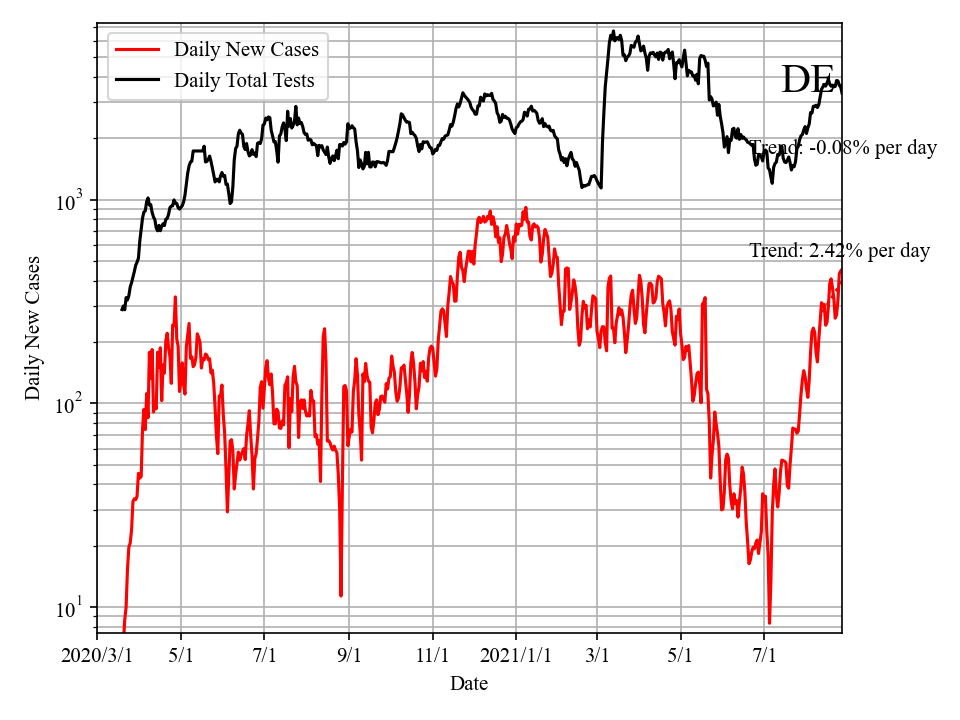 Daily New Cases
Daily Total Tests
DE
Trend: -0.08% per day
Trend: 2.42% per day
Daily New Cases
10³
10²
10¹
2020/3/1 5/1 7/1 9/1 11/1 2021/1/1 3/1 5/1 7/1
Date